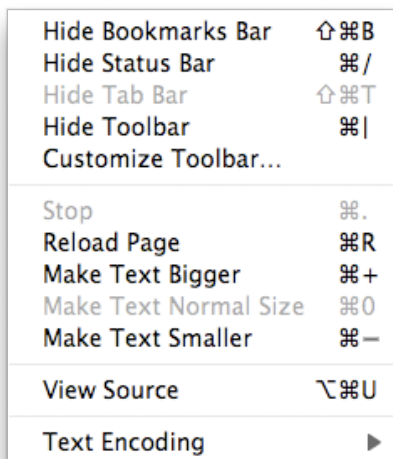 Hide Bookmarks Bar ⇧⌘B
Hide Status Bar ⌘/
Hide Tab Bar ⇧⌘T
Hide Toolbar ⌘|
Customize Toolbar...
Stop ⌘.
Reload Page ⌘R
Make Text Bigger ⌘+
Make Text Normal Size ⌘0
Make Text Smaller ⌘—
View Source ⌥⌘U
Text Encoding ▶